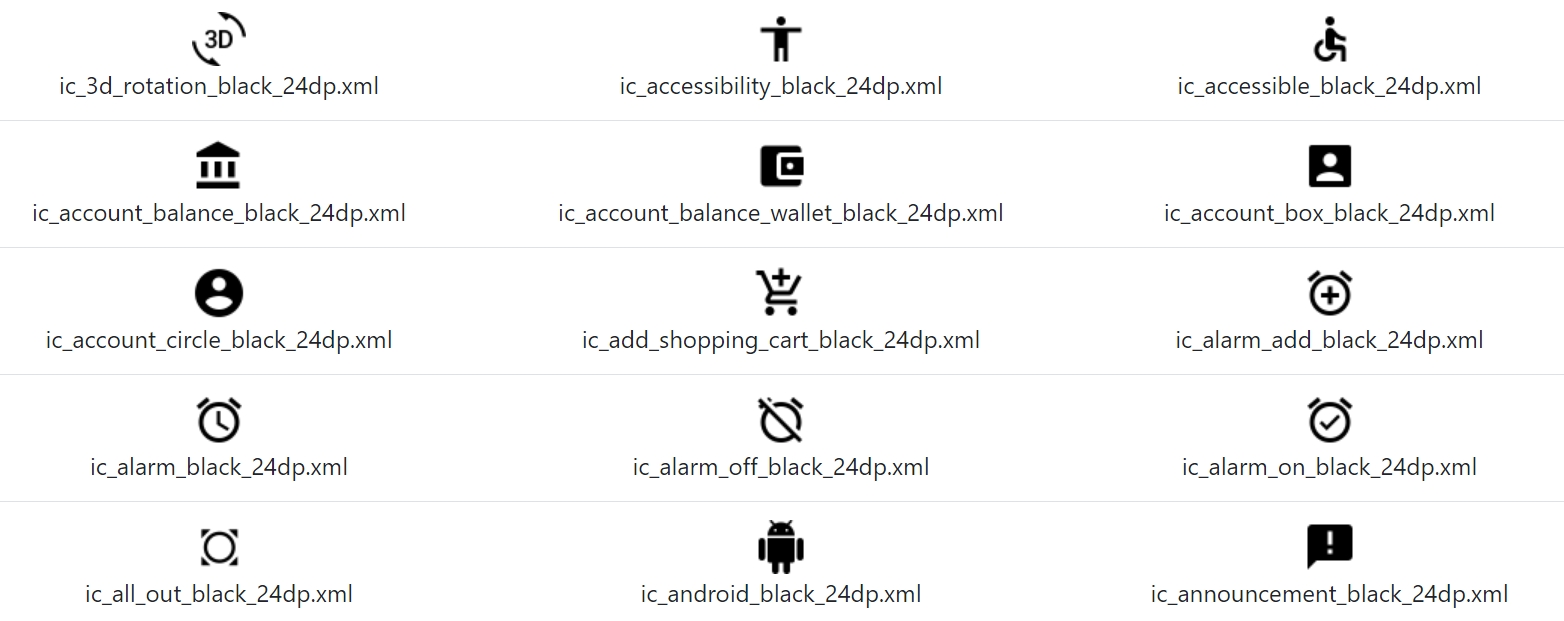 3D
ic_3d_rotation_black_24dp.xml
ic_accessibility_black_24dp.xml
ic_accessible_black_24dp.xml
ic_account_balance_black_24dp.xml
ic_account_balance_wallet_black_24dp.xml
ic_account_box_black_24dp.xml
ic_account_circle_black_24dp.xml
ic_add_shopping_cart_black_24dp.xml
ic_alarm_add_black_24dp.xml
ic_alarm_black_24dp.xml
ic_alarm_off_black_24dp.xml
ic_alarm_on_black_24dp.xml
ic_all_out_black_24dp.xml
ic_android_black_24dp.xml
ic_announcement_black_24dp.xml